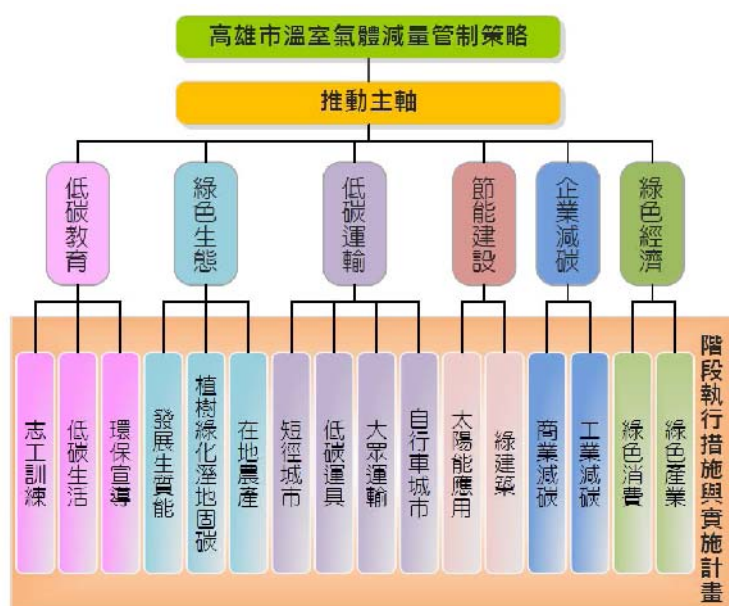 高雄市溫室氣體減量管制策略
推動主軸
低碳教育
綠色生態
低碳運輸
節能建設
企業減碳
綠色經濟
志工訓練
低碳生活
環保宣導
發展生質能
植樹綠化溼地固碳
在地農產
短徑城市
低碳運具
大眾運輸
自行車城市
太陽能應用
綠建築
商業減碳
工業減碳
綠色消費
綠色產業
階段執行措施與實施計畫